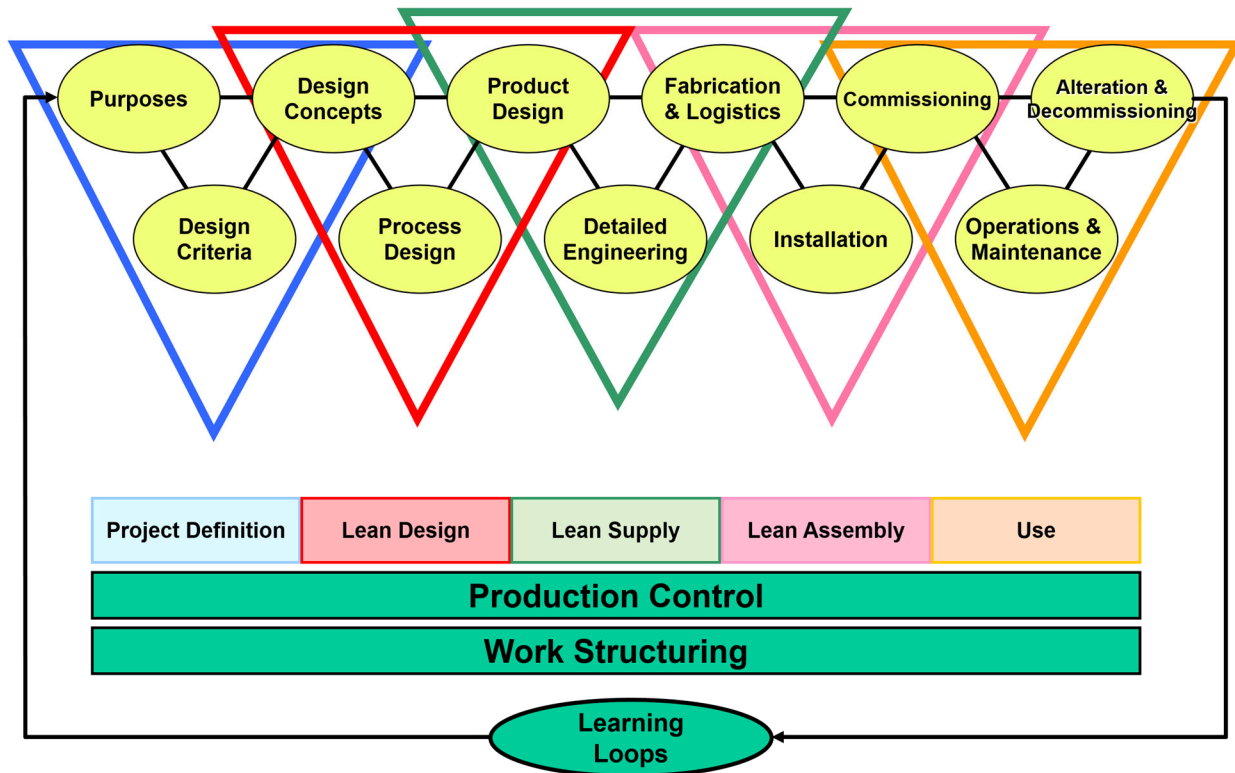 Purposes
Design
Concepts
Product
Design
Fabrication
& Logistics
Commissioning
Alteration &
Decommissioning
Design
Criteria
Process
Design
Detailed
Engineering
Installation
Operations &
Maintenance
Project Definition
Lean Design
Lean Supply
Lean Assembly
Use
Production Control
Work Structuring
Learning
Loops